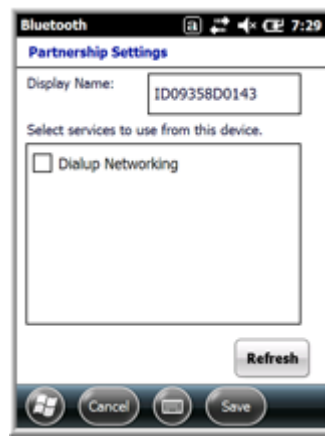 Bluetooth a 7:29
Partnership Settings
Display Name:
ID09358D0143
Select services to use from this device.
Dialup Networking
Refresh
Cancel
Save